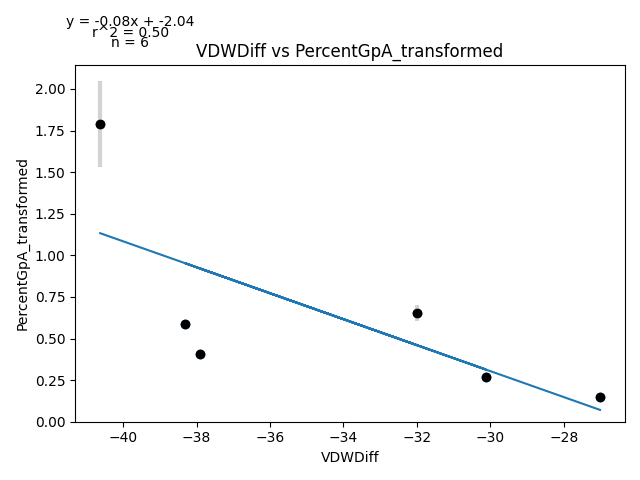 y = -0.08x + -2.04
r^2 = 0.50
n = 6
VDWDiff vs PercentGpA_transformed
PercentGpA_transformed
2.00
1.75
1.50
1.25
1.00
0.75
0.50
0.25
0.00
−40
−38
−36
−34
−32
−30
−28
VDWDiff